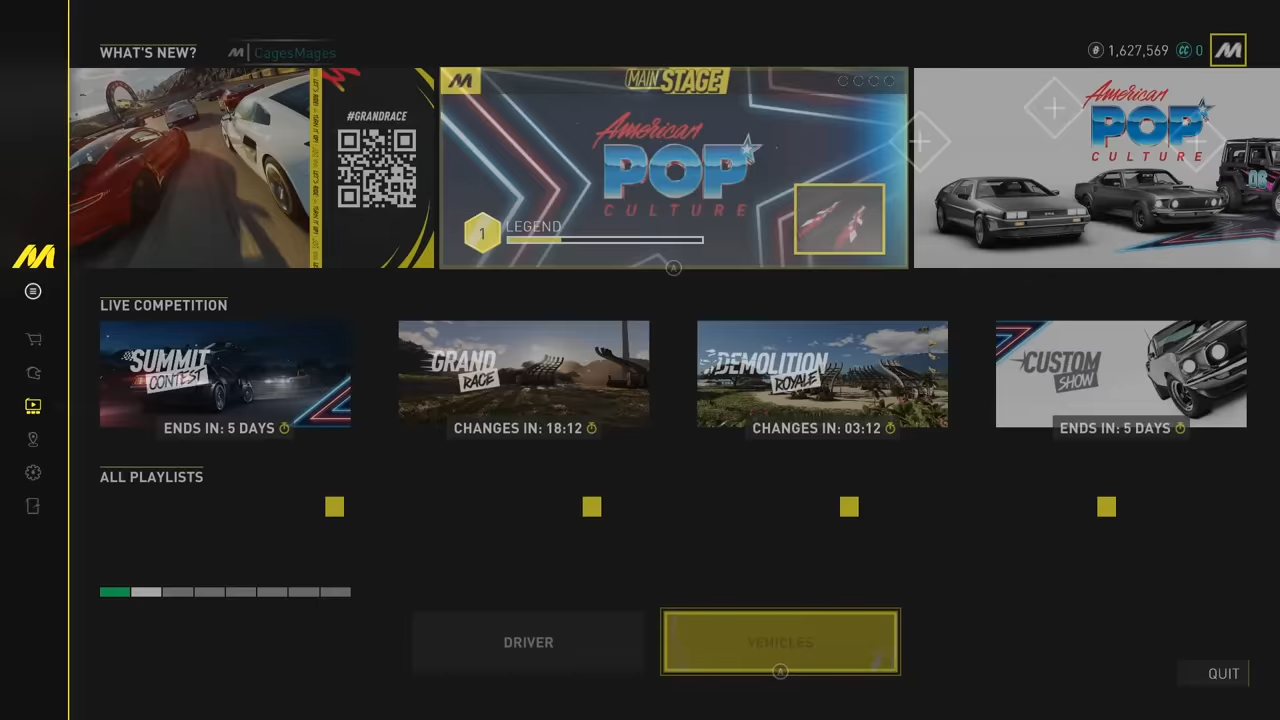 WHAT'S NEW?
CagesMages
1,627,569
CC 0
#GRANDRACE
MAIN STAGE
American
POP
CULTURE
1
LEGEND
A
American
POP
CULTURE
LIVE COMPETITION
SUMMIT
CONTEST
ENDS IN: 5 DAYS
GRAND
RACE
CHANGES IN: 18:12
DEMOLITION
ROYALE
CHANGES IN: 03:12
CUSTOM
SHOW
ENDS IN: 5 DAYS
ALL PLAYLISTS
DRIVER
VEHICLES
A
QUIT